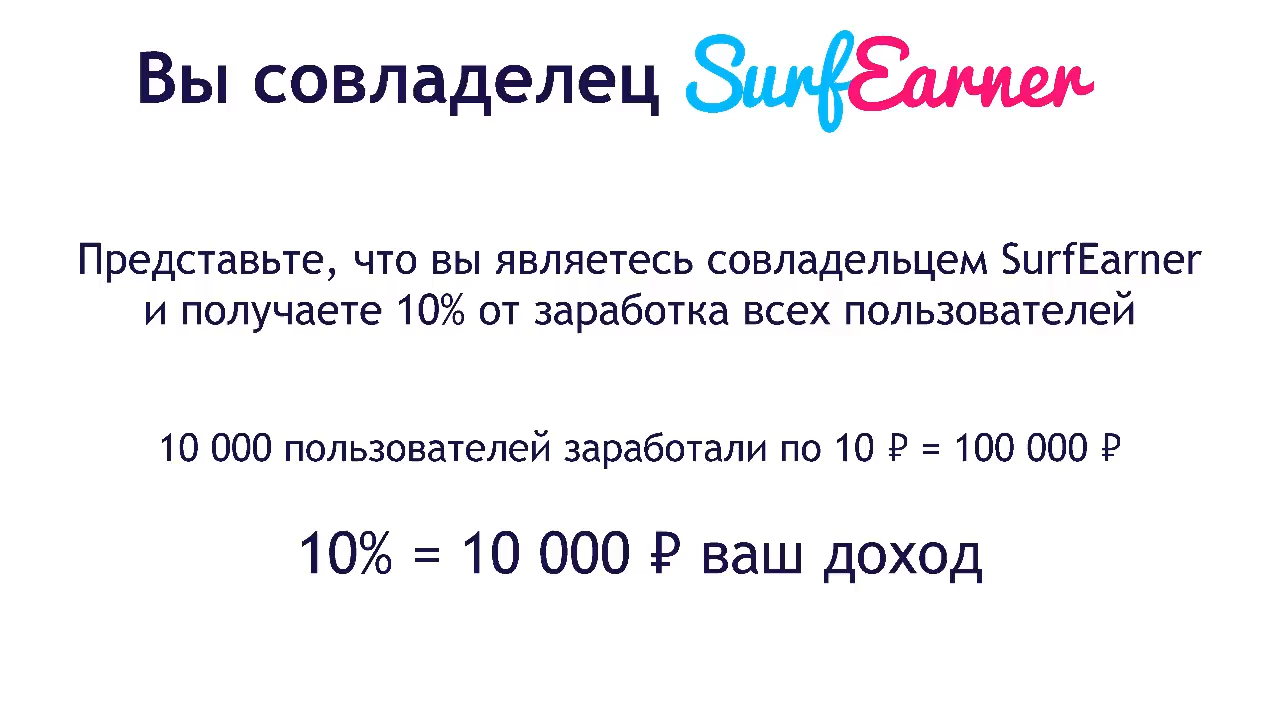 Вы совладелец SurfEarner
Представьте, что вы являетесь совладельцем SurfEarner
и получаете 10% от заработка всех пользователей
10 000 пользователей заработали по 10 ₽ = 100 000 ₽
10% = 10 000 ₽ ваш доход